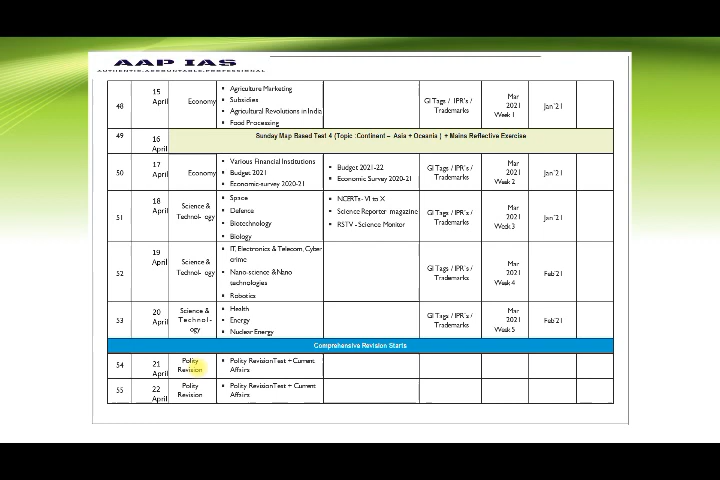 AAP IAS
AUTHENTIC.ACCOUNTABLE.PROFESSIONAL
48
15
April
Economy
▪ Agriculture Marketing
▪ Subsidies
▪ Agricultural Revolutions in India
▪ Food Processing
GI Tags / IPR's /
Trademarks
Mar
2021
Week 1
Jan'21
49
16
April
Sunday Map Based Test 4 (Topic :Continent – Asia + Oceania ) + Mains Reflective Exercise
50
17
April
Economy
▪ Various Financial Institutions
▪ Budget 2021
▪ Economic-survey 2020-21
▪ Budget 2021-22
▪ Economic Survey 2020-21
GI Tags / IPR's /
Trademarks
Mar
2021
Week 2
Jan'21
51
18
April
Science &
Technol- ogy
▪ Space
▪ Defence
▪ Biotechnology
▪ Biology
▪ NCERTs - VI to X
▪ Science Reporter magazine
▪ RSTV - Science Monitor
GI Tags / IPR's /
Trademarks
Mar
2021
Week 3
Jan'21
52
19
April
Science &
Technol- ogy
▪ IT, Electronics & Telecom, Cyber
crime
▪ Nano-science & Nano
technologies
▪ Robotics
GI Tags / IPR's /
Trademarks
Mar
2021
Week 4
Feb'21
53
20
April
Science &
Technol-
ogy
▪ Health
▪ Energy
▪ Nuclear Energy
GI Tags / IPR's /
Trademarks
Mar
2021
Week 5
Feb'21
Comprehensive Revision Starts
54
21
April
Polity
Revision
▪ Polity Revision Test + Current
Affairs
55
22
April
Polity
Revision
▪ Polity Revision Test + Current
Affairs